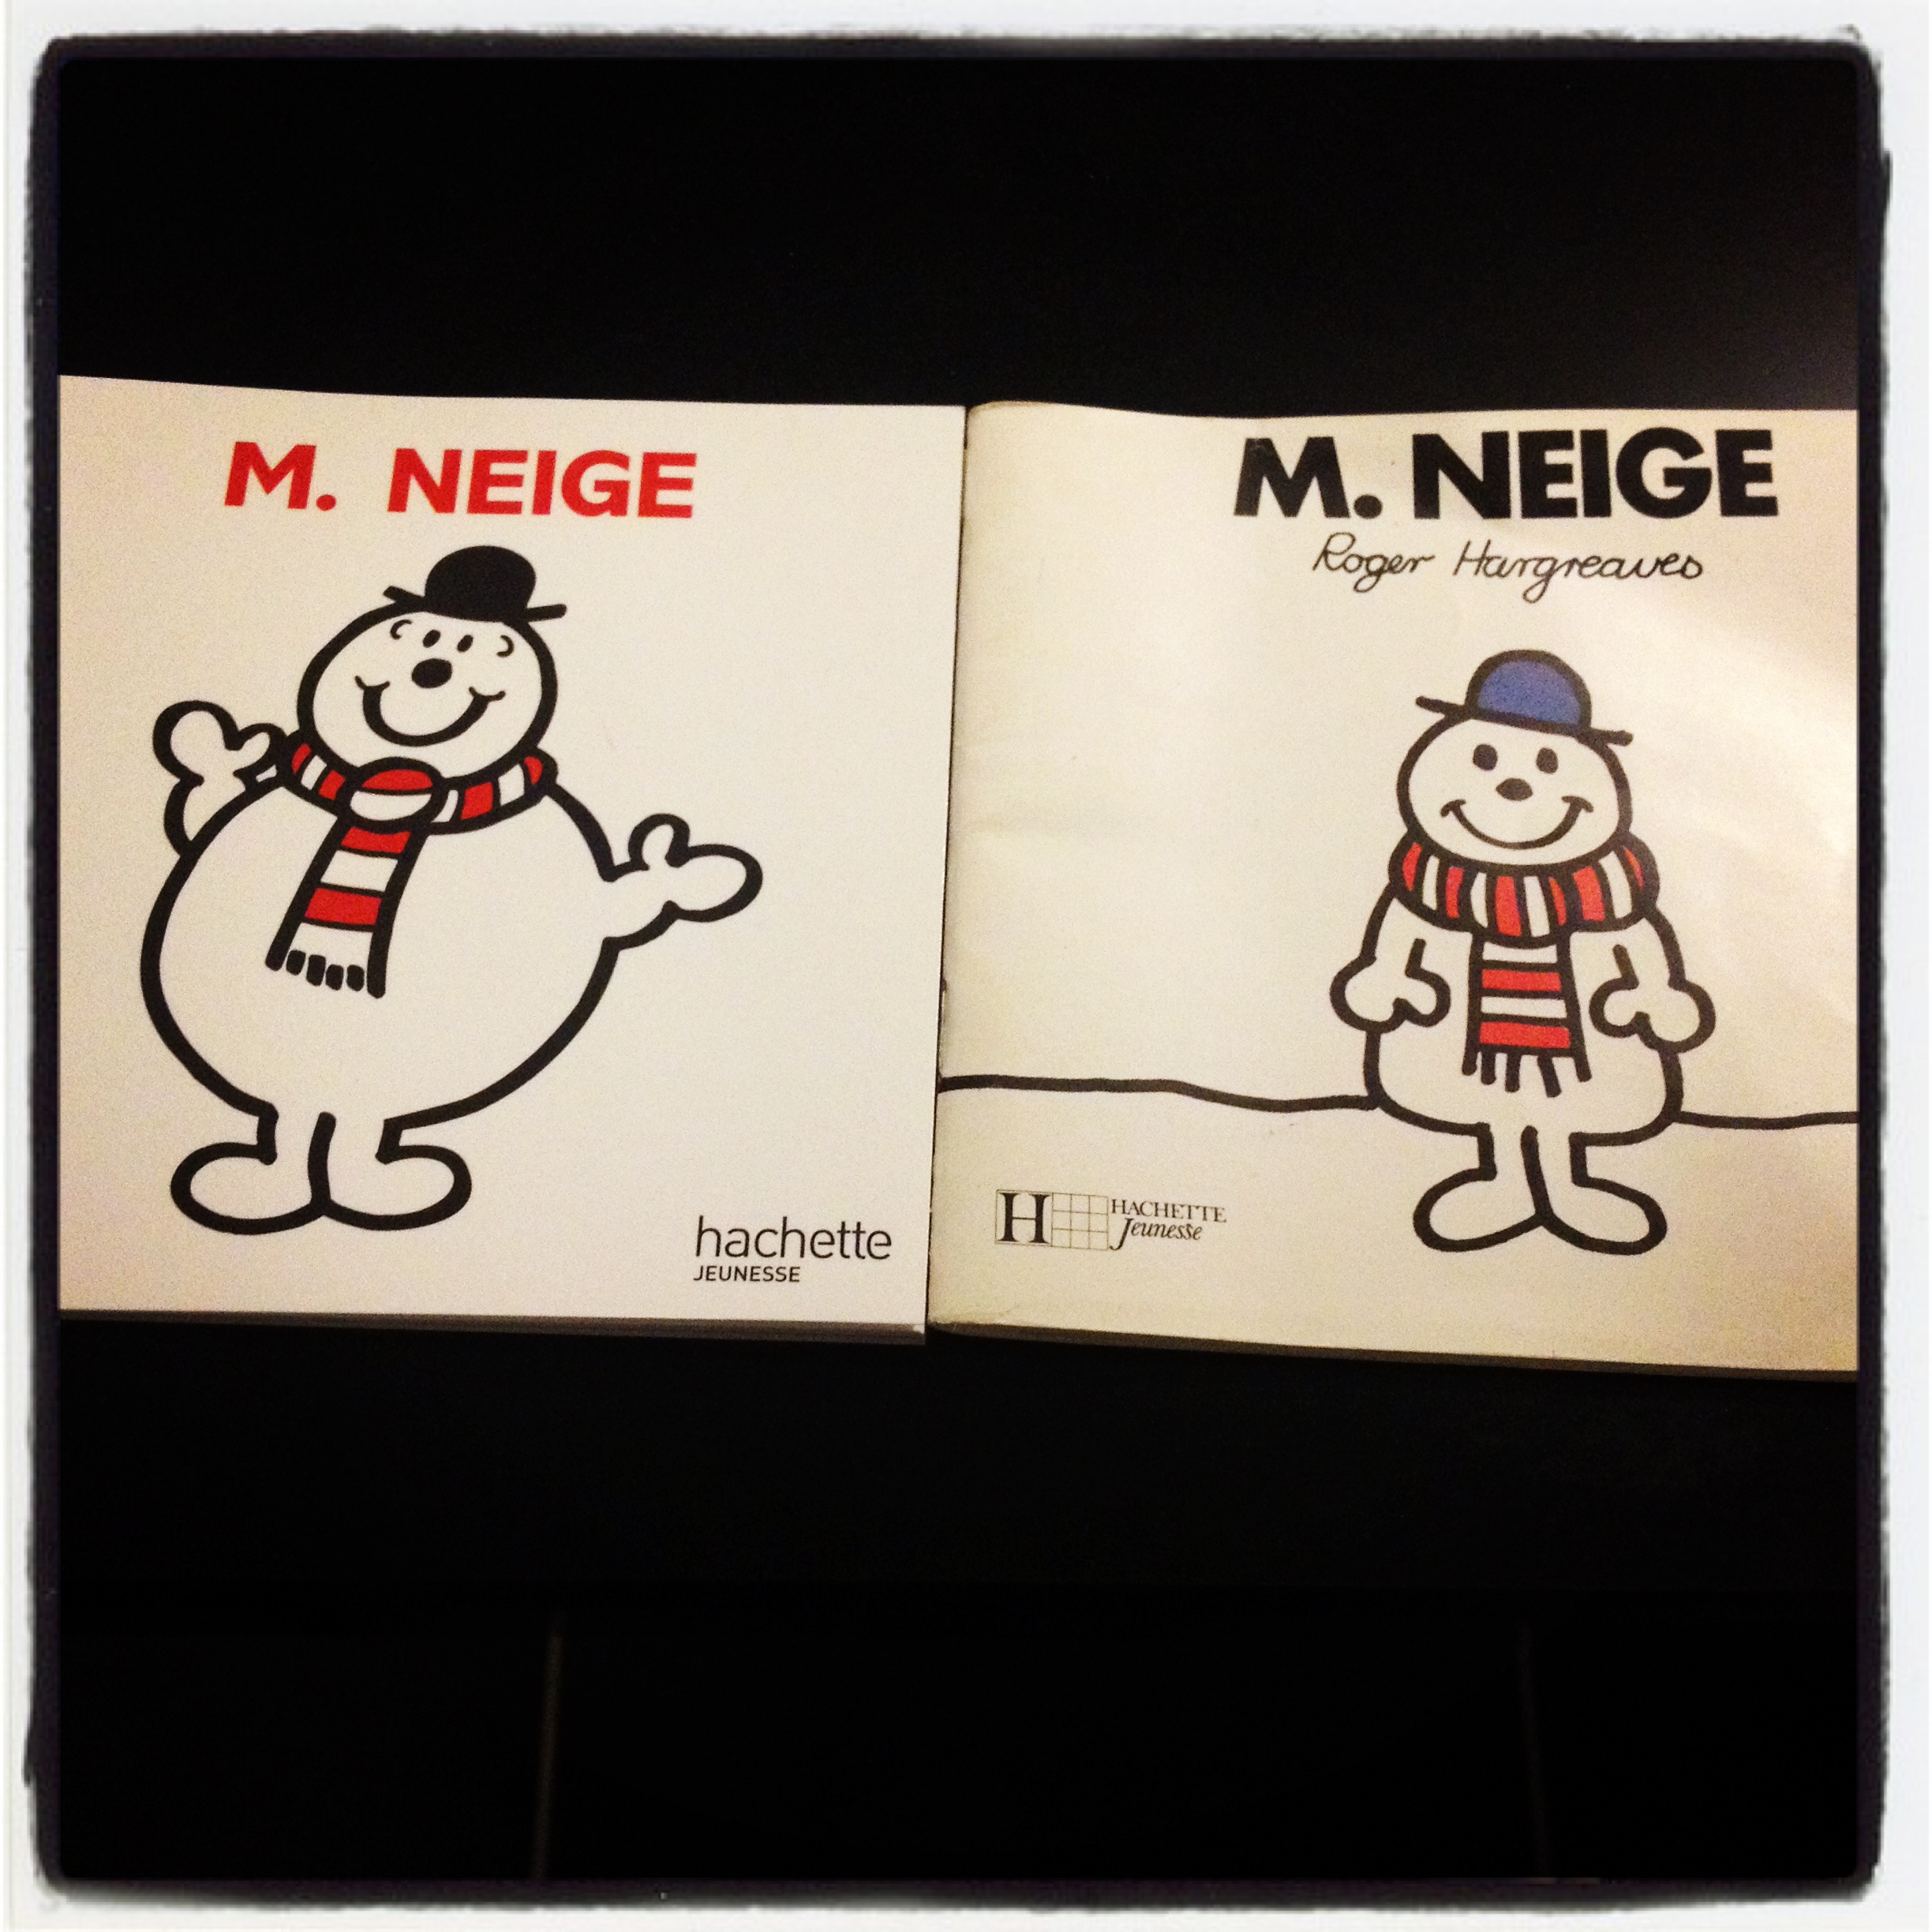 M. NEIGE
hachette
JEUNESSE
M. NEIGE
Roger Hargreaves
H HACHETTE
Jeunesse